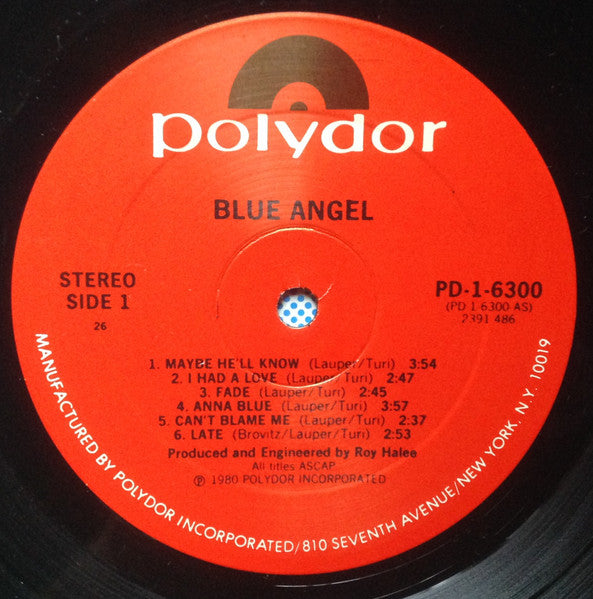 polydor
BLUE ANGEL
STEREO
SIDE 1
26
PD-1-6300
(PD 1 6300 AS)
2391 486
1. MAYBE HE'LL KNOW (Lauper/Turi) 3:54
2. I HAD A LOVE (Lauper/Turi) 2:47
3. FADE (Lauper/Turi) 2:45
4. ANNA BLUE (Lauper/Turi) 3:57
5. CAN'T BLAME ME (Lauper/Turi) 2:37
6. LATE (Brovitz/Lauper/Turi) 2:53
Produced and Engineered by Roy Halee
All titles ASCAP
℗ 1980 POLYDOR INCORPORATED
MANUFACTURED BY POLYDOR INCORPORATED/810 SEVENTH AVENUE/NEW YORK, N.Y. 10019